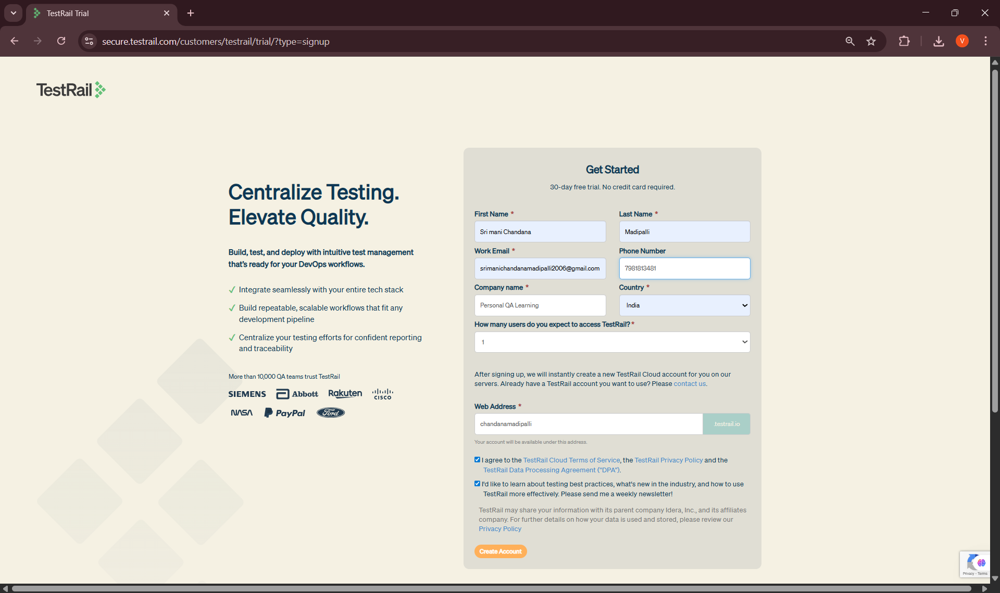 TestRail Trial
secure.testrail.com/customers/testrail/trial/?type=signup
V
TestRail
Centralize Testing.
Elevate Quality.
Build, test, and deploy with intuitive test management
that's ready for your DevOps workflows.
Integrate seamlessly with your entire tech stack
Build repeatable, scalable workflows that fit any
development pipeline
Centralize your testing efforts for confident reporting
and traceability
More than 10,000 QA teams trust TestRail
SIEMENS Abbott Rakuten CISCO
NASA PayPal Ford
Get Started
30-day free trial. No credit card required.
First Name * Last Name *
Sri mani Chandana Madipalli
Work Email * Phone Number
srimanichandanamadipalli2006@gmail.com 7981813481
Company name * Country *
Personal QA Learning India
How many users do you expect to access TestRail? *
1
After signing up, we will instantly create a new TestRail Cloud account for you on our
servers. Already have a TestRail account you want to use? Please contact us.
Web Address *
chandanamadipalli .testrail.io
Your account will be available under this address.
I agree to the TestRail Cloud Terms of Service, the TestRail Privacy Policy and the
TestRail Data Processing Agreement (“DPA”).
I'd like to learn about testing best practices, what's new in the industry, and how to use
TestRail more effectively. Please send me a weekly newsletter!
TestRail may share your information with its parent company Idera, Inc., and its affiliates
company. For further details on how your data is used and stored, please review our
Privacy Policy
Create Account
Privacy - Terms